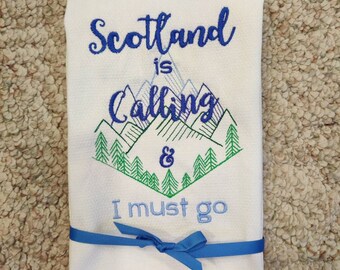 Scotland
is
Calling
&
I must go